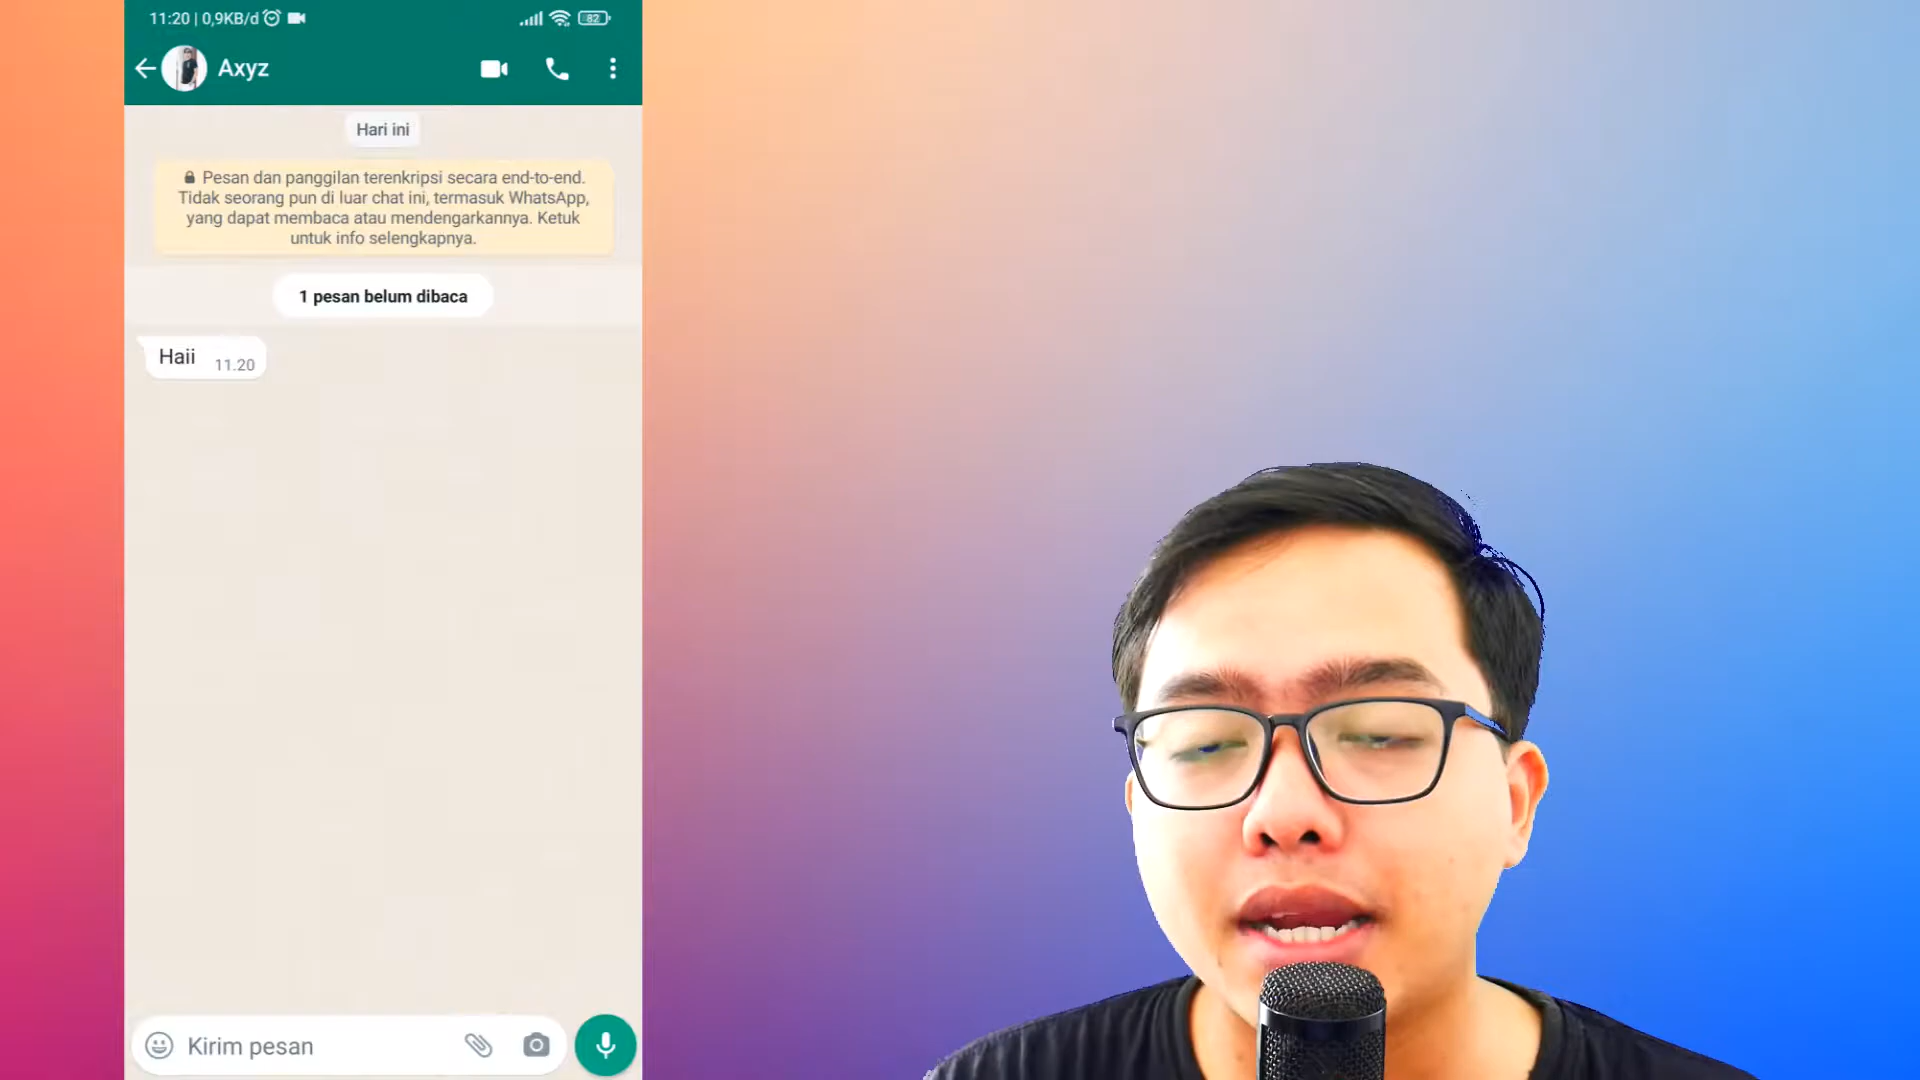 11:20 | 0,9KB/d
82
Axyz
Hari ini
Pesan dan panggilan terenkripsi secara end-to-end.
Tidak seorang pun di luar chat ini, termasuk WhatsApp,
yang dapat membaca atau mendengarkannya. Ketuk
untuk info selengkapnya.
1 pesan belum dibaca
Haii 11.20
Kirim pesan